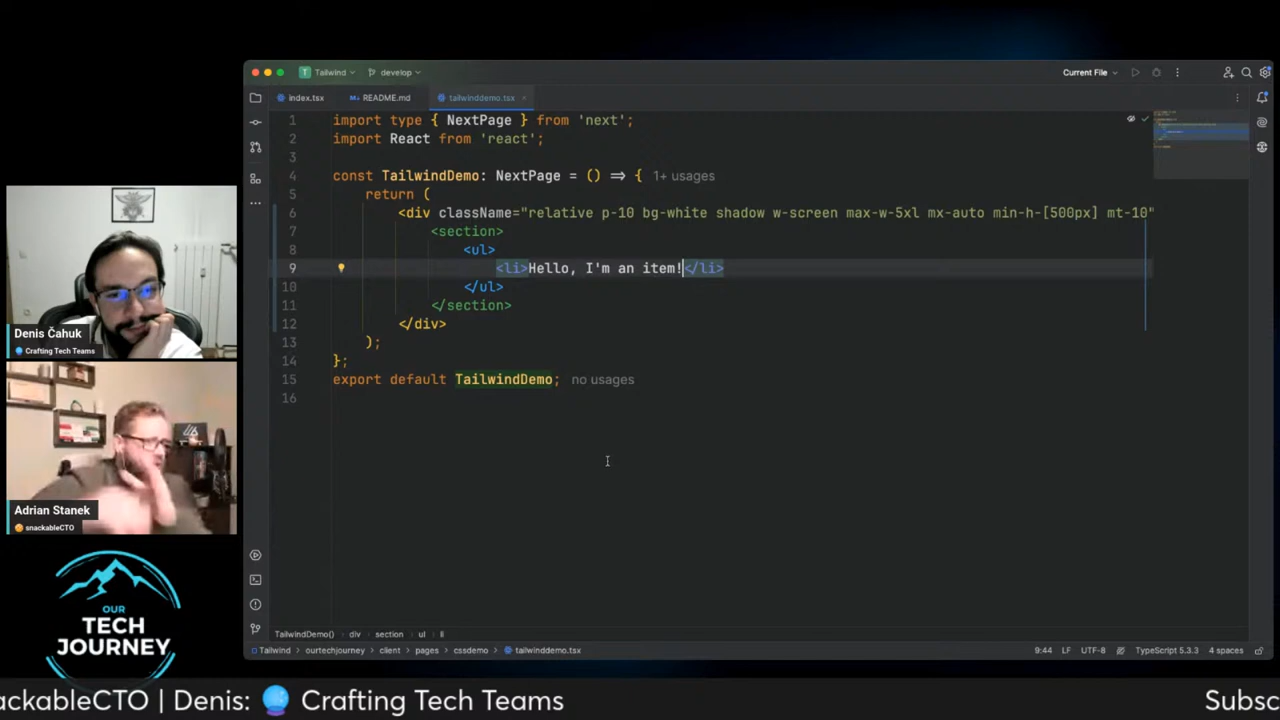 Tailwind
develop
Current File
index.tsx
README.md
tailwinddemo.tsx
1 import type { NextPage } from 'next';
2 import React from 'react';
3
4 const TailwindDemo: NextPage = () => { 1+ usages
5 return (
6 <div className="relative p-10 bg-white shadow w-screen max-w-5xl mx-auto min-h-[500px] mt-10"
7 <section>
8 <ul>
9 <li>Hello, I'm an item!</li>
10 </ul>
11 </section>
12 </div>
13 );
14 };
15 export default TailwindDemo; no usages
16
Denis Čahuk
Crafting Tech Teams
Adrian Stanek
snackableCTO
OUR
TECH
JOURNEY
TailwindDemo() div section ul li
Tailwind ourtechjourney client pages cssdemo tailwinddemo.tsx
9:44 LF UTF-8 TypeScript 5.3.3 4 spaces
ackableCTO | Denis: 🔮 Crafting Tech Teams
Subsc